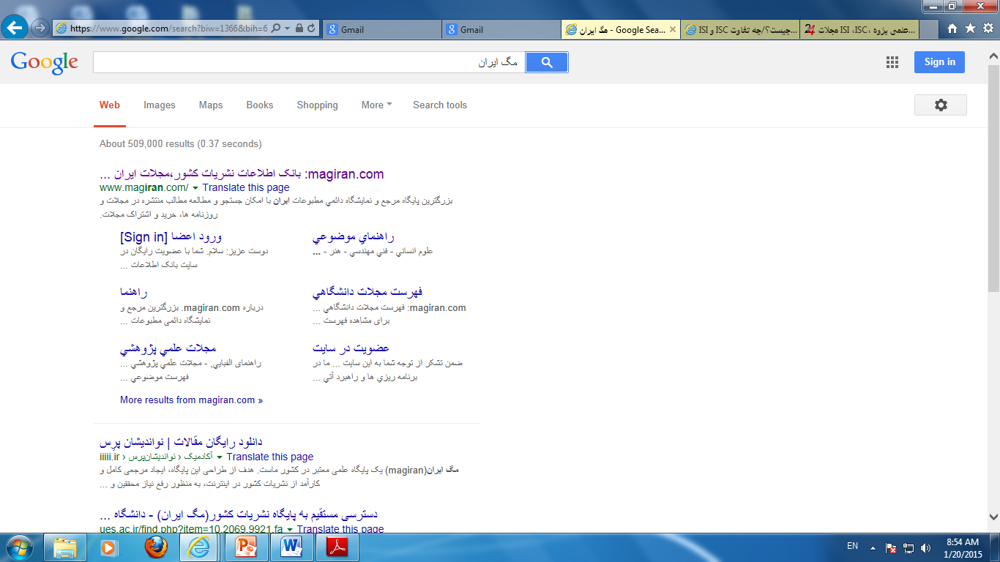 https://www.google.com/search?biw=1366&bih=6
Gmail
Gmail
مگ ایران - Google Sea...
ISI و ISC چیست؟/چه تفاوت...
مجلات ISI ،ISC، علمی پژوه...
Google
مگ ایران
Sign in
Web Images Maps Books Shopping More Search tools
About 509,000 results (0.37 seconds)
magiran.com: بانک اطلاعات نشریات کشور،مجلات ایران ...
www.magiran.com/ Translate this page
بزرگترین پایگاه مرجع و نمایشگاه دائمي مطبوعات ایران با امکان جستجو و مطالعه مطالب منتشره در مجلات و
روزنامه ها، خرید و اشتراک مجلات.
ورود اعضا [Sign in]
دوست عزیز: سلام. شما با عضویت رایگان در
سایت بانک اطلاعات ...
راهنماي موضوعي
علوم انساني - فني مهندسي - هنر - ...
راهنما
درباره magiran.com. بزرگترین مرجع و
نمایشگاه دائمی مطبوعات ...
فهرست مجلات دانشگاهي
magiran.com: فهرست مجلات دانشگاهي ...
برای مشاهده فهرست ...
مجلات علمي پژوهشي
راهنمای الفبایي, - مجلات علمي پژوهشي ...
فهرست موضوعي ...
عضویت در سایت
ضمن تشکر از توجه شما به این سایت ... ما در
برنامه ریزي ها و راهبرد آتي ...
More results from magiran.com »
دانلود رایگان مقالات | نواندیشان پرِس
iiiii.ir › آکادمیک › نواندیشان‌پرس Translate this page
مگ ایران(magiran) یک پایگاه علمی معتبر در کشور ماست. هدف از طراحی این پایگاه، ایجاد مرجعی کامل و
کارآمد از نشریات کشور در اینترنت، به منظور رفع نیاز محققین و ...
دسترسی مستقیم به پایگاه نشریات کشور(مگ ایران) - دانشگاه ...
ues.ac.ir/find.php?item=10.2069.9921.fa Translate this page
EN
8:54 AM
1/20/2015